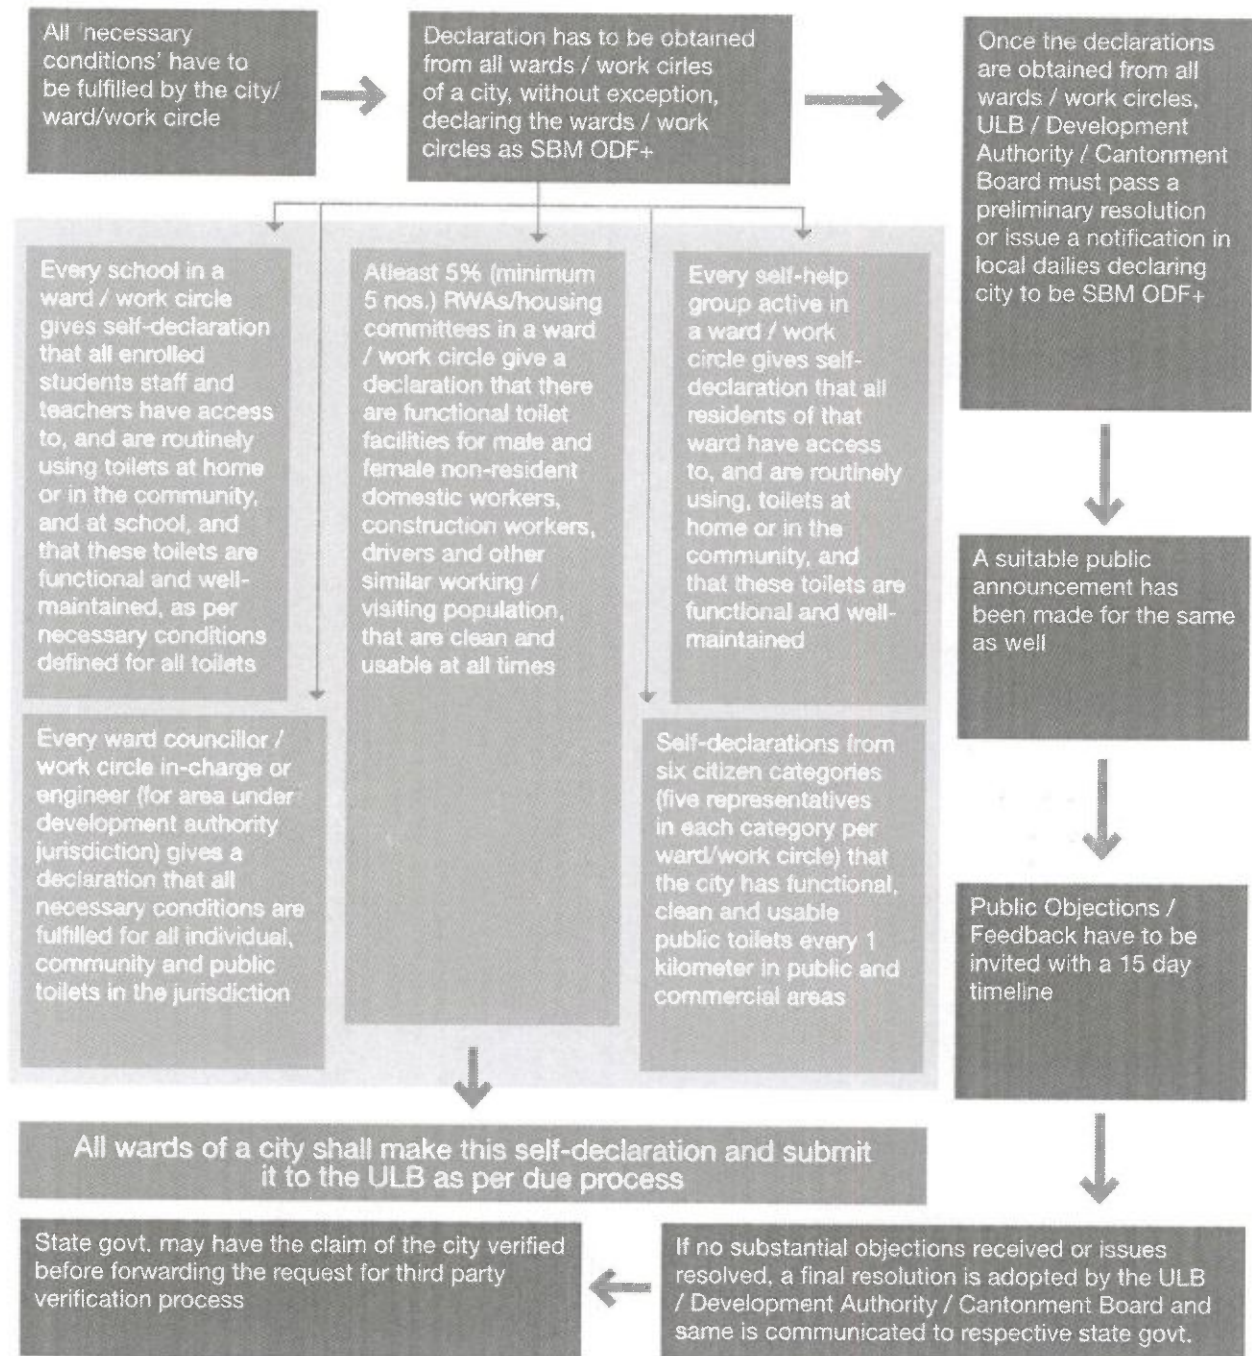 All 'necessary
conditions' have to
be fulfilled by the city/
ward/work circle
Declaration has to be obtained
from all wards / work cirles
of a city, without exception,
declaring the wards / work
circles as SBM ODF+
Once the declarations
are obtained from all
wards / work circles,
ULB / Development
Authority / Cantonment
Board must pass a
preliminary resolution
or issue a notification in
local dailies declaring
city to be SBM ODF+
Every school in a
ward / work circle
gives self-declaration
that all enrolled
students staff and
teachers have access
to, and are routinely
using toilets at home
or in the community,
and at school, and
that these toilets are
functional and well-
maintained, as per
necessary conditions
defined for all toilets
Atleast 5% (minimum
5 nos.) RWAs/housing
committees in a ward
/ work circle give a
declaration that there
are functional toilet
facilities for male and
female non-resident
domestic workers,
construction workers,
drivers and other
similar working /
visiting population,
that are clean and
usable at all times
Every self-help
group active in
a ward / work
circle gives self-
declaration that all
residents of that
ward have access
to, and are routinely
using, toilets at
home or in the
community, and
that these toilets are
functional and well-
maintained
A suitable public
announcement has
been made for the same
as well
Every ward councillor /
work circle in-charge or
engineer (for area under
development authority
jurisdiction) gives a
declaration that all
necessary conditions are
fulfilled for all individual,
community and public
toilets in the jurisdiction
Self-declarations from
six citizen categories
(five representatives
in each category per
ward/work circle) that
the city has functional,
clean and usable
public toilets every 1
kilometer in public and
commercial areas
Public Objections /
Feedback have to be
invited with a 15 day
timeline
All wards of a city shall make this self-declaration and submit
it to the ULB as per due process
If no substantial objections received or issues
resolved, a final resolution is adopted by the ULB
/ Development Authority / Cantonment Board and
same is communicated to respective state govt.
State govt. may have the claim of the city verified
before forwarding the request for third party
verification process